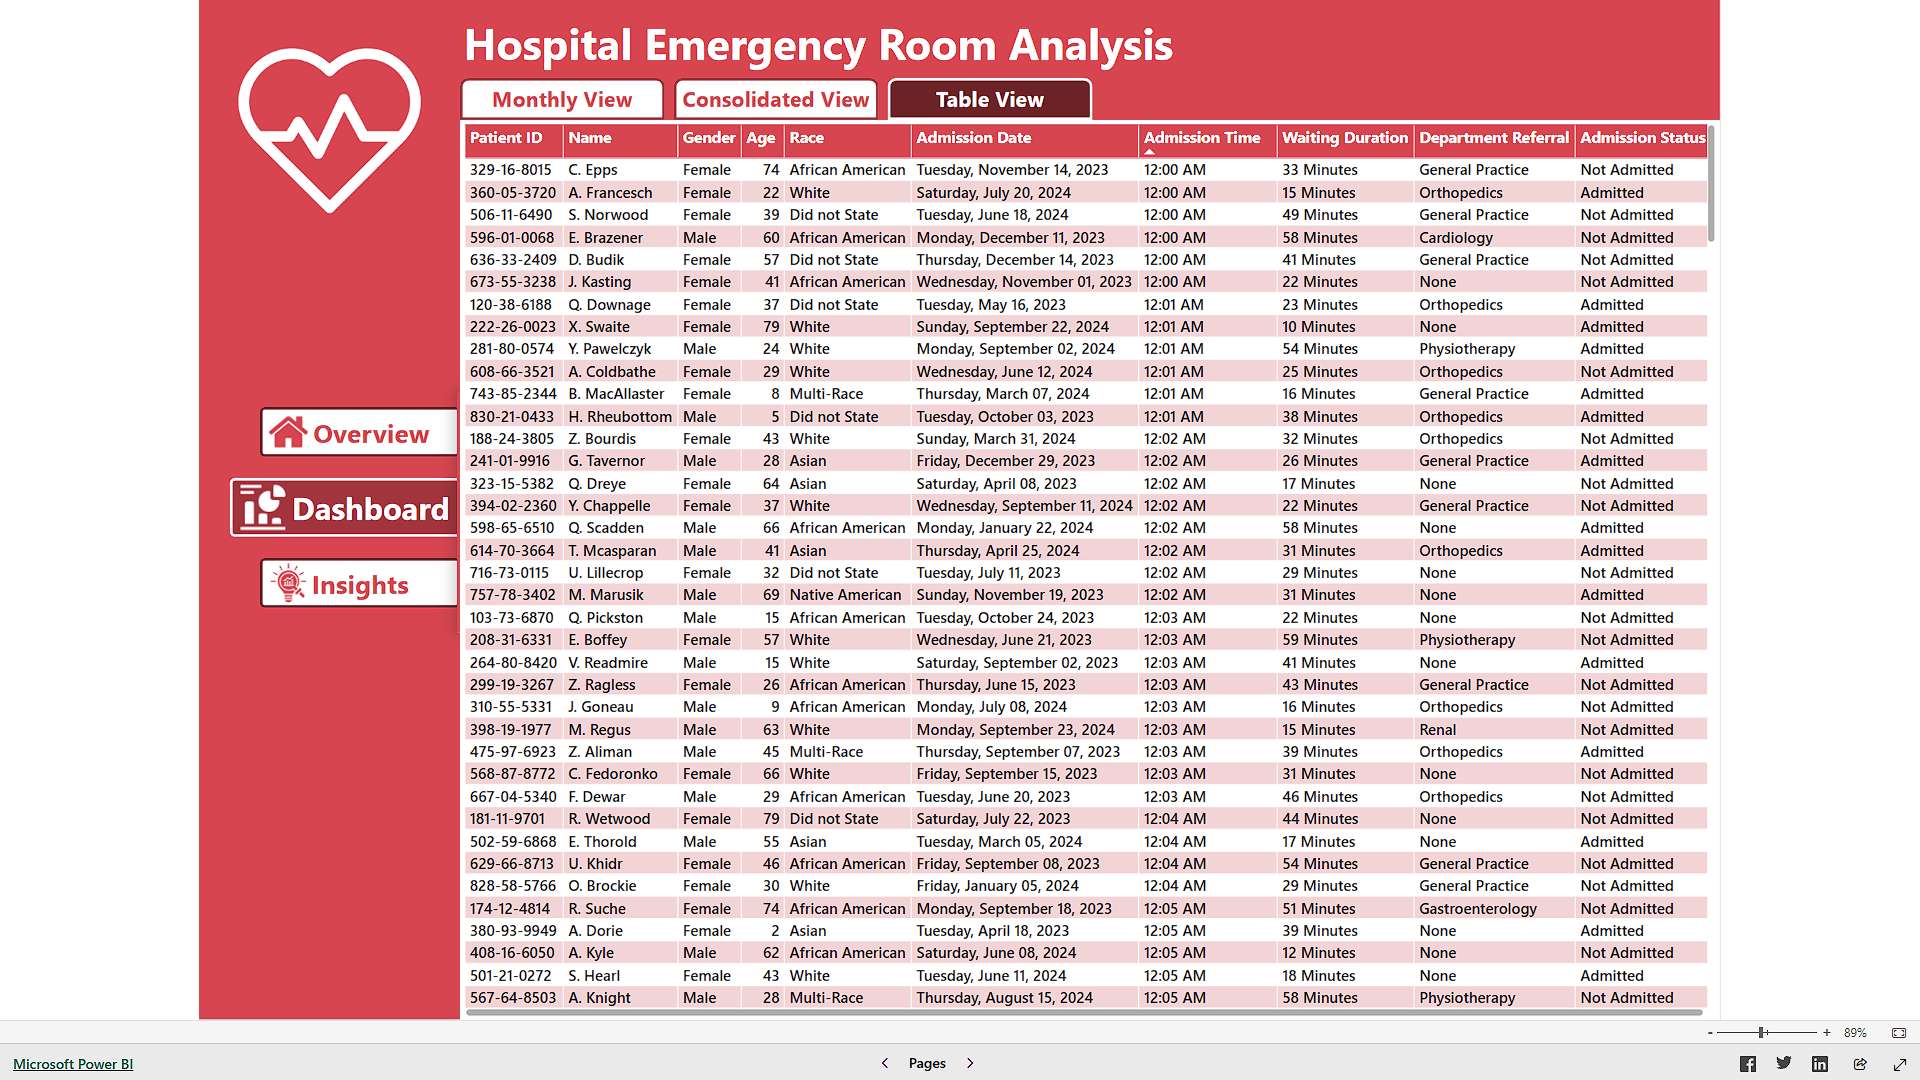 Hospital Emergency Room Analysis
Monthly View Consolidated View Table View
Patient ID Name Gender Age Race Admission Date Admission Time Waiting Duration Department Referral Admission Status
329-16-8015 C. Epps Female 74 African American Tuesday, November 14, 2023 12:00 AM 33 Minutes General Practice Not Admitted
360-05-3720 A. Francesch Female 22 White Saturday, July 20, 2024 12:00 AM 15 Minutes Orthopedics Admitted
506-11-6490 S. Norwood Female 39 Did not State Tuesday, June 18, 2024 12:00 AM 49 Minutes General Practice Not Admitted
596-01-0068 E. Brazener Male 60 African American Monday, December 11, 2023 12:00 AM 58 Minutes Cardiology Not Admitted
636-33-2409 D. Budik Female 57 Did not State Thursday, December 14, 2023 12:00 AM 41 Minutes General Practice Not Admitted
673-55-3238 J. Kasting Female 41 African American Wednesday, November 01, 2023 12:00 AM 22 Minutes None Not Admitted
120-38-6188 Q. Downage Female 37 Did not State Tuesday, May 16, 2023 12:01 AM 23 Minutes Orthopedics Admitted
222-26-0023 X. Swaite Female 79 White Sunday, September 22, 2024 12:01 AM 10 Minutes None Admitted
281-80-0574 Y. Pawelczyk Male 24 White Monday, September 02, 2024 12:01 AM 54 Minutes Physiotherapy Admitted
608-66-3521 A. Coldbathe Female 29 White Wednesday, June 12, 2024 12:01 AM 25 Minutes Orthopedics Not Admitted
743-85-2344 B. MacAllaster Female 8 Multi-Race Thursday, March 07, 2024 12:01 AM 16 Minutes General Practice Admitted
830-21-0433 H. Rheubottom Male 5 Did not State Tuesday, October 03, 2023 12:01 AM 38 Minutes Orthopedics Admitted
188-24-3805 Z. Bourdis Female 43 White Sunday, March 31, 2024 12:02 AM 32 Minutes Orthopedics Not Admitted
241-01-9916 G. Tavernor Male 28 Asian Friday, December 29, 2023 12:02 AM 26 Minutes General Practice Admitted
323-15-5382 Q. Dreye Female 64 Asian Saturday, April 08, 2023 12:02 AM 17 Minutes None Not Admitted
394-02-2360 Y. Chappelle Female 37 White Wednesday, September 11, 2024 12:02 AM 22 Minutes General Practice Not Admitted
598-65-6510 Q. Scadden Male 66 African American Monday, January 22, 2024 12:02 AM 58 Minutes None Admitted
614-70-3664 T. Mcasparan Male 41 Asian Thursday, April 25, 2024 12:02 AM 31 Minutes Orthopedics Admitted
716-73-0115 U. Lillecrop Female 32 Did not State Tuesday, July 11, 2023 12:02 AM 29 Minutes None Not Admitted
757-78-3402 M. Marusik Male 69 Native American Sunday, November 19, 2023 12:02 AM 31 Minutes None Admitted
103-73-6870 Q. Pickston Male 15 African American Tuesday, October 24, 2023 12:03 AM 22 Minutes None Not Admitted
208-31-6331 E. Boffey Female 57 White Wednesday, June 21, 2023 12:03 AM 59 Minutes Physiotherapy Not Admitted
264-80-8420 V. Readmire Male 15 White Saturday, September 02, 2023 12:03 AM 41 Minutes None Admitted
299-19-3267 Z. Ragless Female 26 African American Thursday, June 15, 2023 12:03 AM 43 Minutes General Practice Not Admitted
310-55-5331 J. Goneau Male 9 African American Monday, July 08, 2024 12:03 AM 16 Minutes Orthopedics Not Admitted
398-19-1977 M. Regus Male 63 White Monday, September 23, 2024 12:03 AM 15 Minutes Renal Not Admitted
475-97-6923 Z. Aliman Male 45 Multi-Race Thursday, September 07, 2023 12:03 AM 39 Minutes Orthopedics Admitted
568-87-8772 C. Fedoronko Female 66 White Friday, September 15, 2023 12:03 AM 31 Minutes None Not Admitted
667-04-5340 F. Dewar Male 29 African American Tuesday, June 20, 2023 12:03 AM 46 Minutes Orthopedics Not Admitted
181-11-9701 R. Wetwood Female 79 Did not State Saturday, July 22, 2023 12:04 AM 44 Minutes None Not Admitted
502-59-6868 E. Thorold Male 55 Asian Tuesday, March 05, 2024 12:04 AM 17 Minutes None Admitted
629-66-8713 U. Khidr Female 46 African American Friday, September 08, 2023 12:04 AM 54 Minutes General Practice Not Admitted
828-58-5766 O. Brockie Female 30 White Friday, January 05, 2024 12:04 AM 29 Minutes General Practice Not Admitted
174-12-4814 R. Suche Female 74 African American Monday, September 18, 2023 12:05 AM 51 Minutes Gastroenterology Not Admitted
380-93-9949 A. Dorie Female 2 Asian Tuesday, April 18, 2023 12:05 AM 39 Minutes None Admitted
408-16-6050 A. Kyle Male 62 African American Saturday, June 08, 2024 12:05 AM 12 Minutes None Not Admitted
501-21-0272 S. Hearl Female 43 White Tuesday, June 11, 2024 12:05 AM 18 Minutes None Admitted
567-64-8503 A. Knight Male 28 Multi-Race Thursday, August 15, 2024 12:05 AM 58 Minutes Physiotherapy Not Admitted
Overview
Dashboard
Insights
- + 89%
Microsoft Power BI
< Pages >